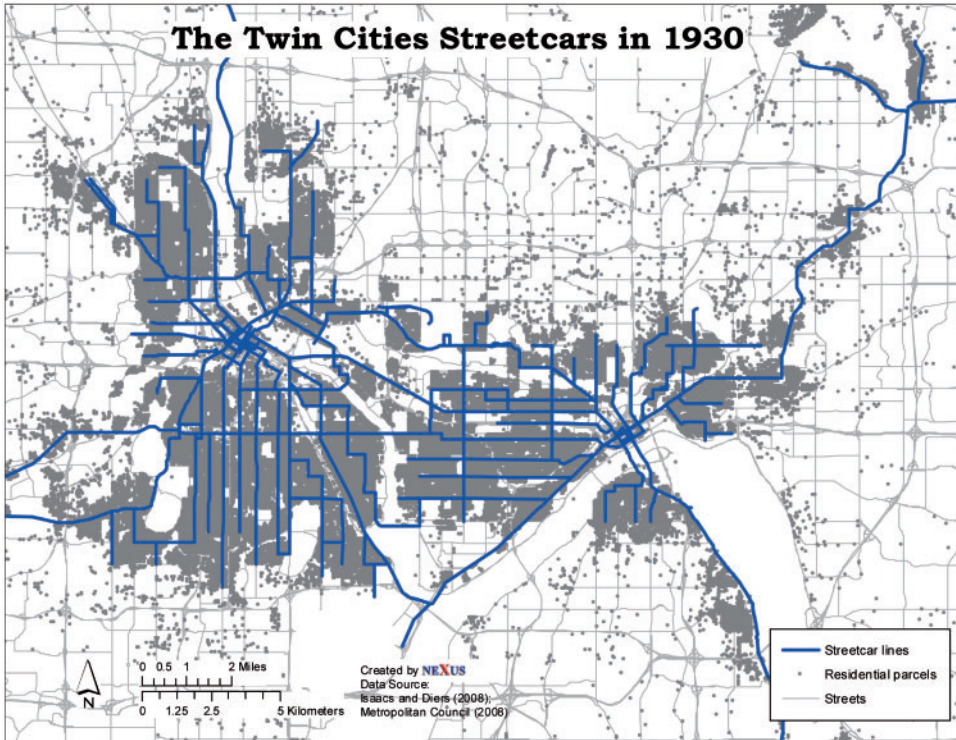 The Twin Cities Streetcars in 1930
0 0.5 1 2 Miles
0 1.25 2.5 5 Kilometers
N
Created by NEXUS
Data Source:
Isaacs and Diers (2008);
Metropolitan Council (2008)
Streetcar lines
Residential parcels
Streets